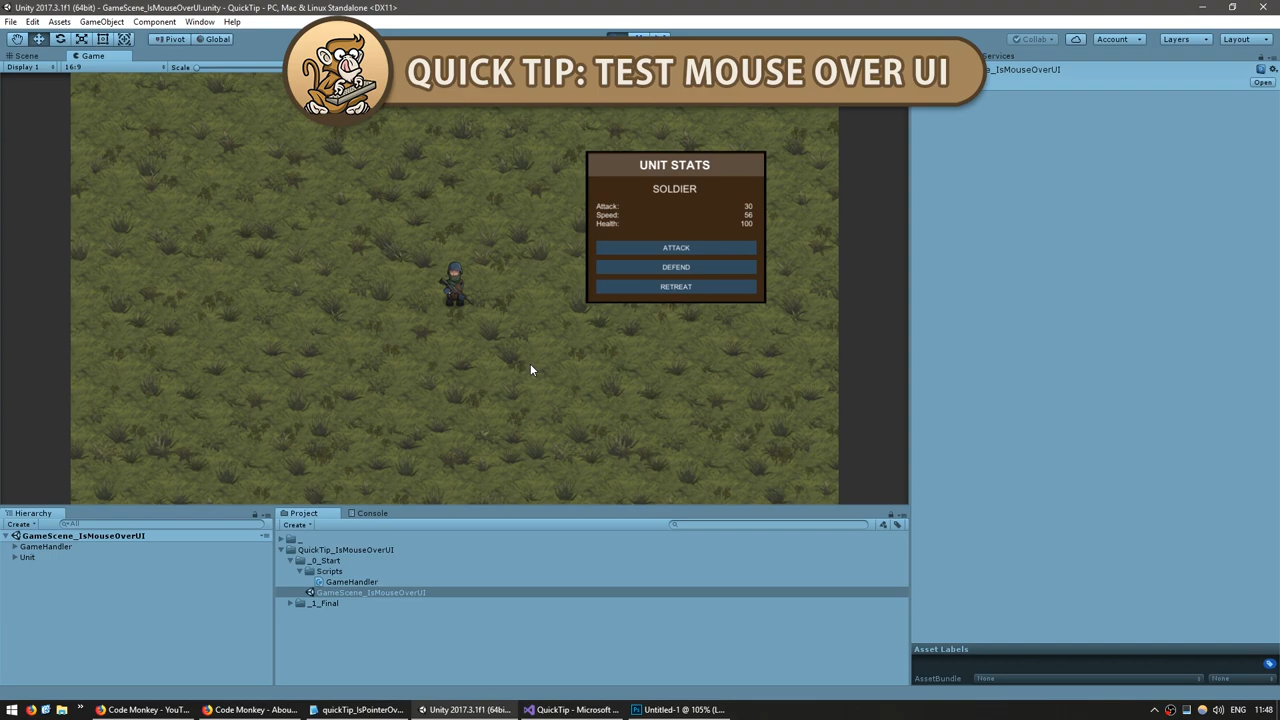 Unity 2017.3.1f1 (64bit) - GameScene_IsMouseOverUI.unity - QuickTip - PC, Mac & Linux Standalone <DX11>
File Edit Assets GameObject Component Window Help
Pivot Global
Collab Account Layers Layout
QUICK TIP: TEST MOUSE OVER UI
Scene Game
Services
Display 1 16:9 Scale
_IsMouseOverUI
Open
UNIT STATS
SOLDIER
Attack: 30
Speed: 56
Health: 100
ATTACK
DEFEND
RETREAT
Hierarchy
Create All
GameScene_IsMouseOverUI
GameHandler
Unit
Project Console
Create
_
QuickTip_IsMouseOverUI
_0_Start
Scripts
GameHandler
GameScene_IsMouseOverUI
_1_Final
Asset Labels
AssetBundle None None
Code Monkey - YouT... Code Monkey - Abou... quickTip_IsPointerOv... Unity 2017.3.1f1 (64bi... QuickTip - Microsoft ... Untitled-1 @ 105% (L... ENG 11:48